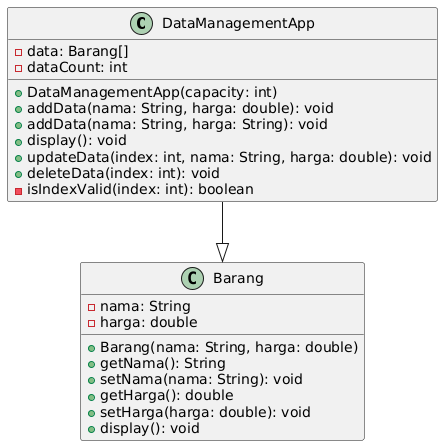 C DataManagementApp
data: Barang[]
dataCount: int
DataManagementApp(capacity: int)
addData(nama: String, harga: double): void
addData(nama: String, harga: String): void
display(): void
updateData(index: int, nama: String, harga: double): void
deleteData(index: int): void
isIndexValid(index: int): boolean
C Barang
nama: String
harga: double
Barang(nama: String, harga: double)
getNama(): String
setNama(nama: String): void
getHarga(): double
setHarga(harga: double): void
display(): void